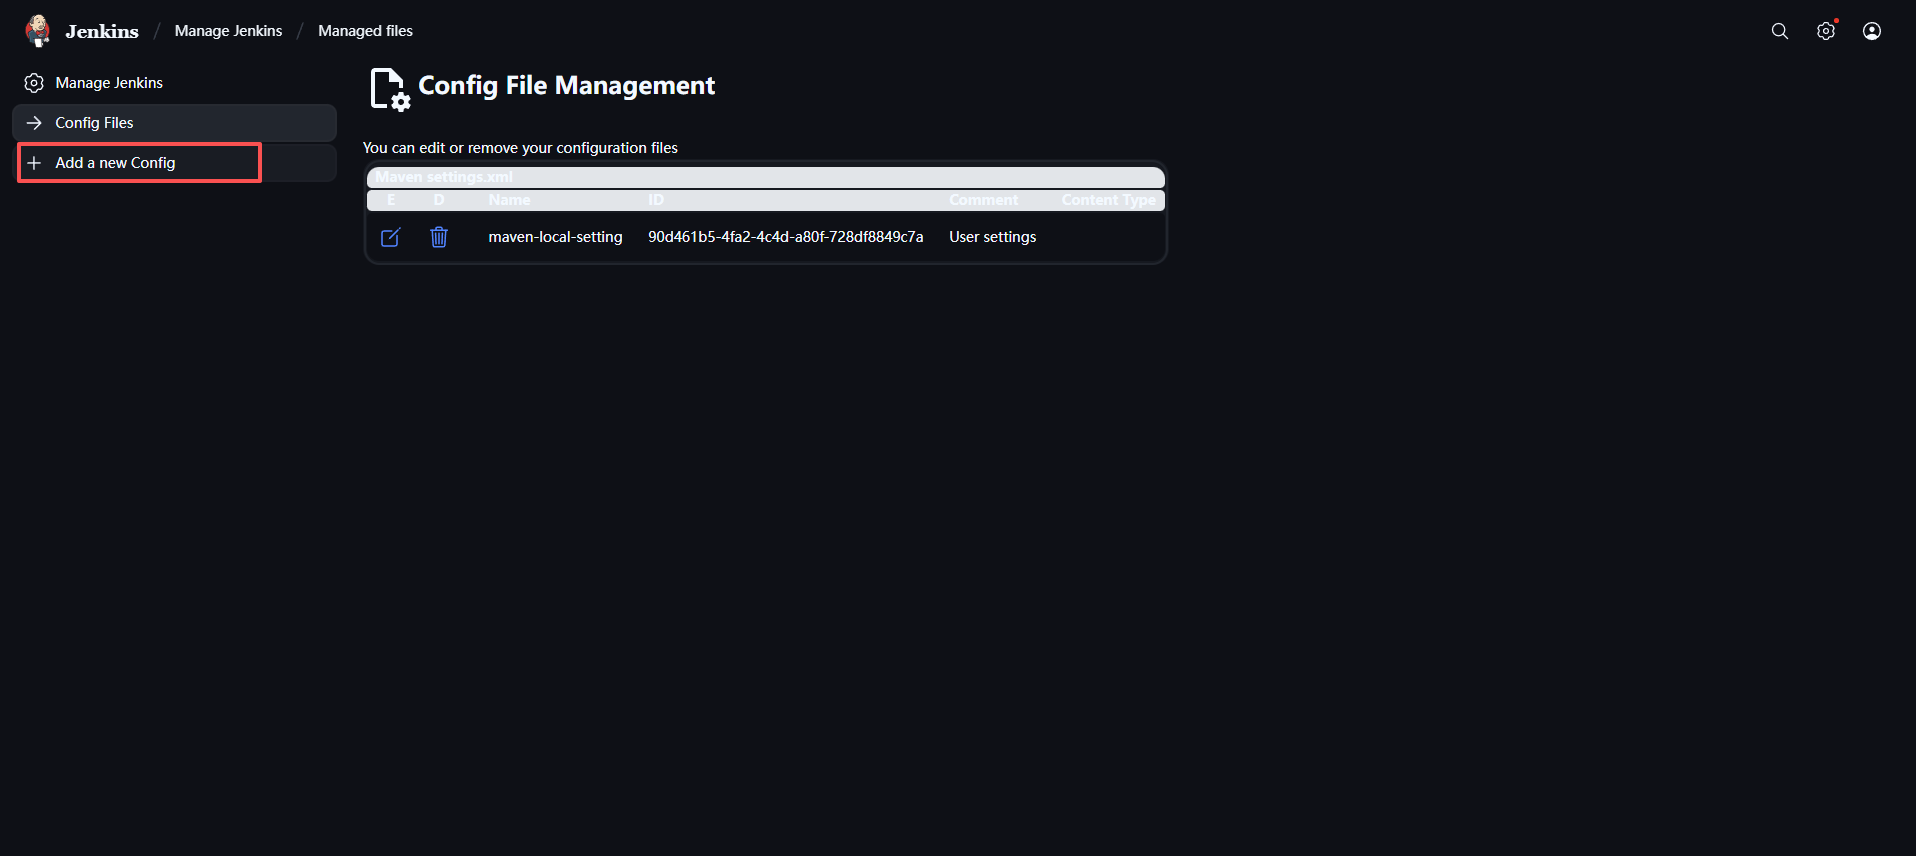 Jenkins / Manage Jenkins / Managed files
Manage Jenkins
Config Files
Add a new Config
Config File Management
You can edit or remove your configuration files
Maven settings.xml
E D Name ID Comment Content Type
maven-local-setting 90d461b5-4fa2-4c4d-a80f-728df8849c7a User settings